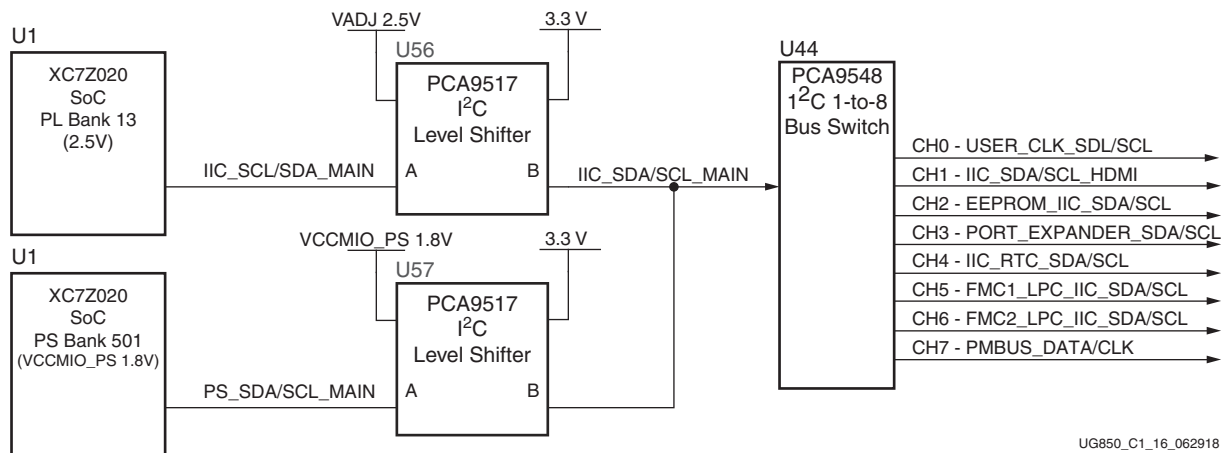 U1
XC7Z020
SoC
PL Bank 13
(2.5V)
IIC_SCL/SDA_MAIN
VADJ 2.5V
3.3 V
U56
PCA9517
I²C
Level Shifter
A
B
IIC_SDA/SCL_MAIN
U1
XC7Z020
SoC
PS Bank 501
(VCCMIO_PS 1.8V)
PS_SDA/SCL_MAIN
VCCMIO_PS 1.8V
3.3 V
U57
PCA9517
I²C
Level Shifter
A
B
U44
PCA9548
1²C 1-to-8
Bus Switch
CH0 - USER_CLK_SDL/SCL
CH1 - IIC_SDA/SCL_HDMI
CH2 - EEPROM_IIC_SDA/SCL
CH3 - PORT_EXPANDER_SDA/SCL
CH4 - IIC_RTC_SDA/SCL
CH5 - FMC1_LPC_IIC_SDA/SCL
CH6 - FMC2_LPC_IIC_SDA/SCL
CH7 - PMBUS_DATA/CLK
UG850_C1_16_062918